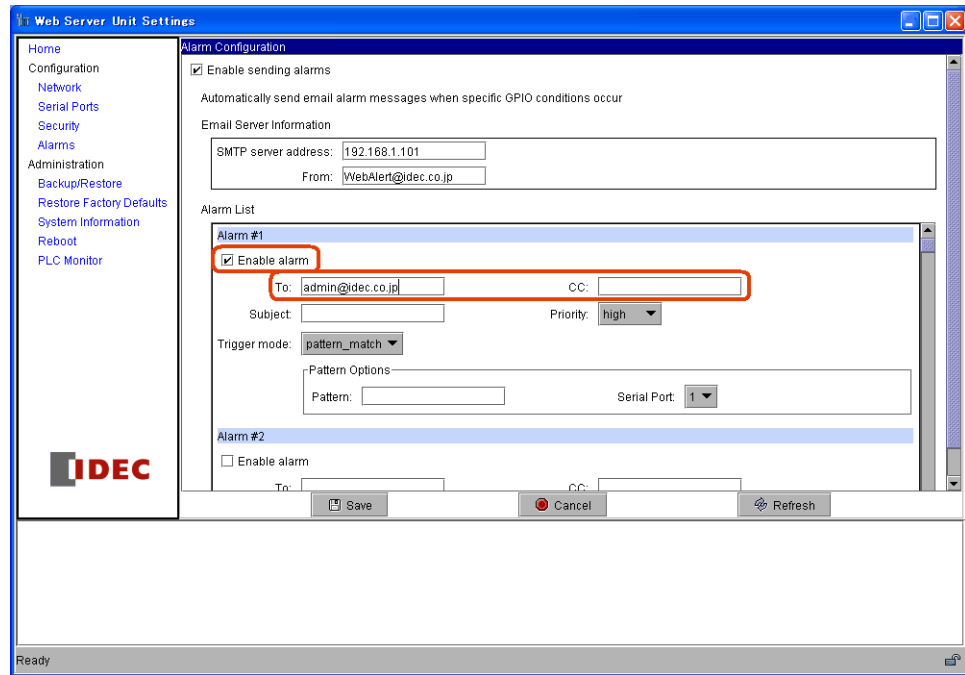 Web Server Unit Settings
Home
Configuration
Network
Serial Ports
Security
Alarms
Administration
Backup/Restore
Restore Factory Defaults
System Information
Reboot
PLC Monitor
IDEC
Alarm Configuration
Enable sending alarms
Automatically send email alarm messages when specific GPIO conditions occur
Email Server Information
SMTP server address: 192.168.1.101
From: WebAlert@idec.co.jp
Alarm List
Alarm #1
Enable alarm
To: admin@idec.co.jp CC:
Subject: Priority: high
Trigger mode: pattern_match
Pattern Options
Pattern: Serial Port: 1
Alarm #2
Enable alarm
To: CC:
Save Cancel Refresh
Ready